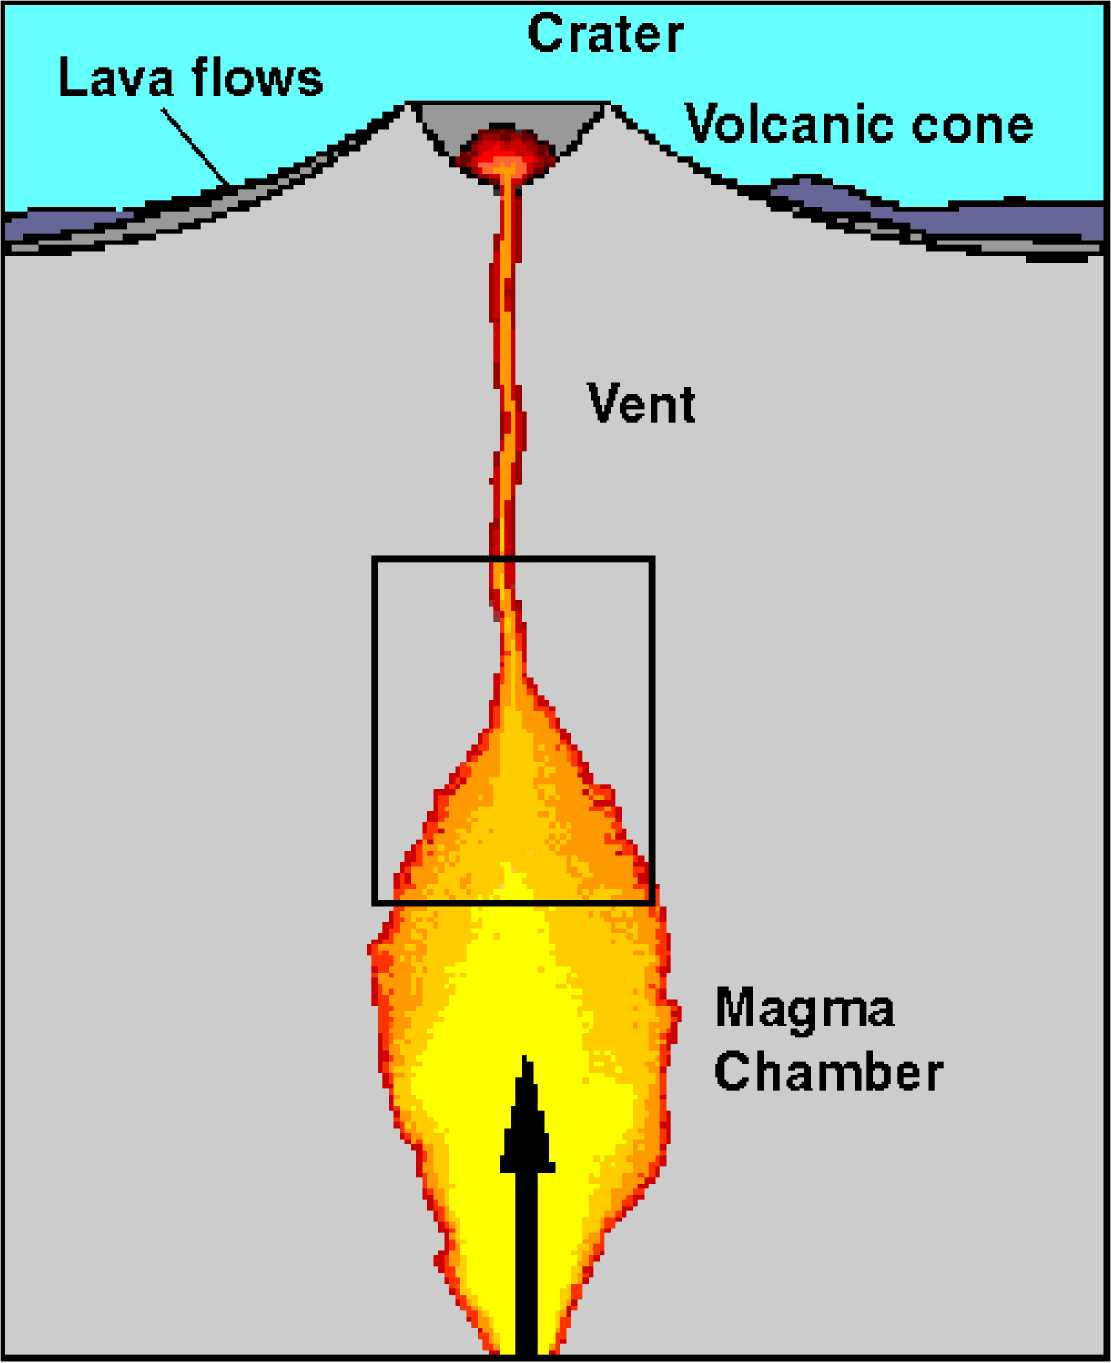 Crater
Lava flows
Volcanic cone
Vent
Magma
Chamber